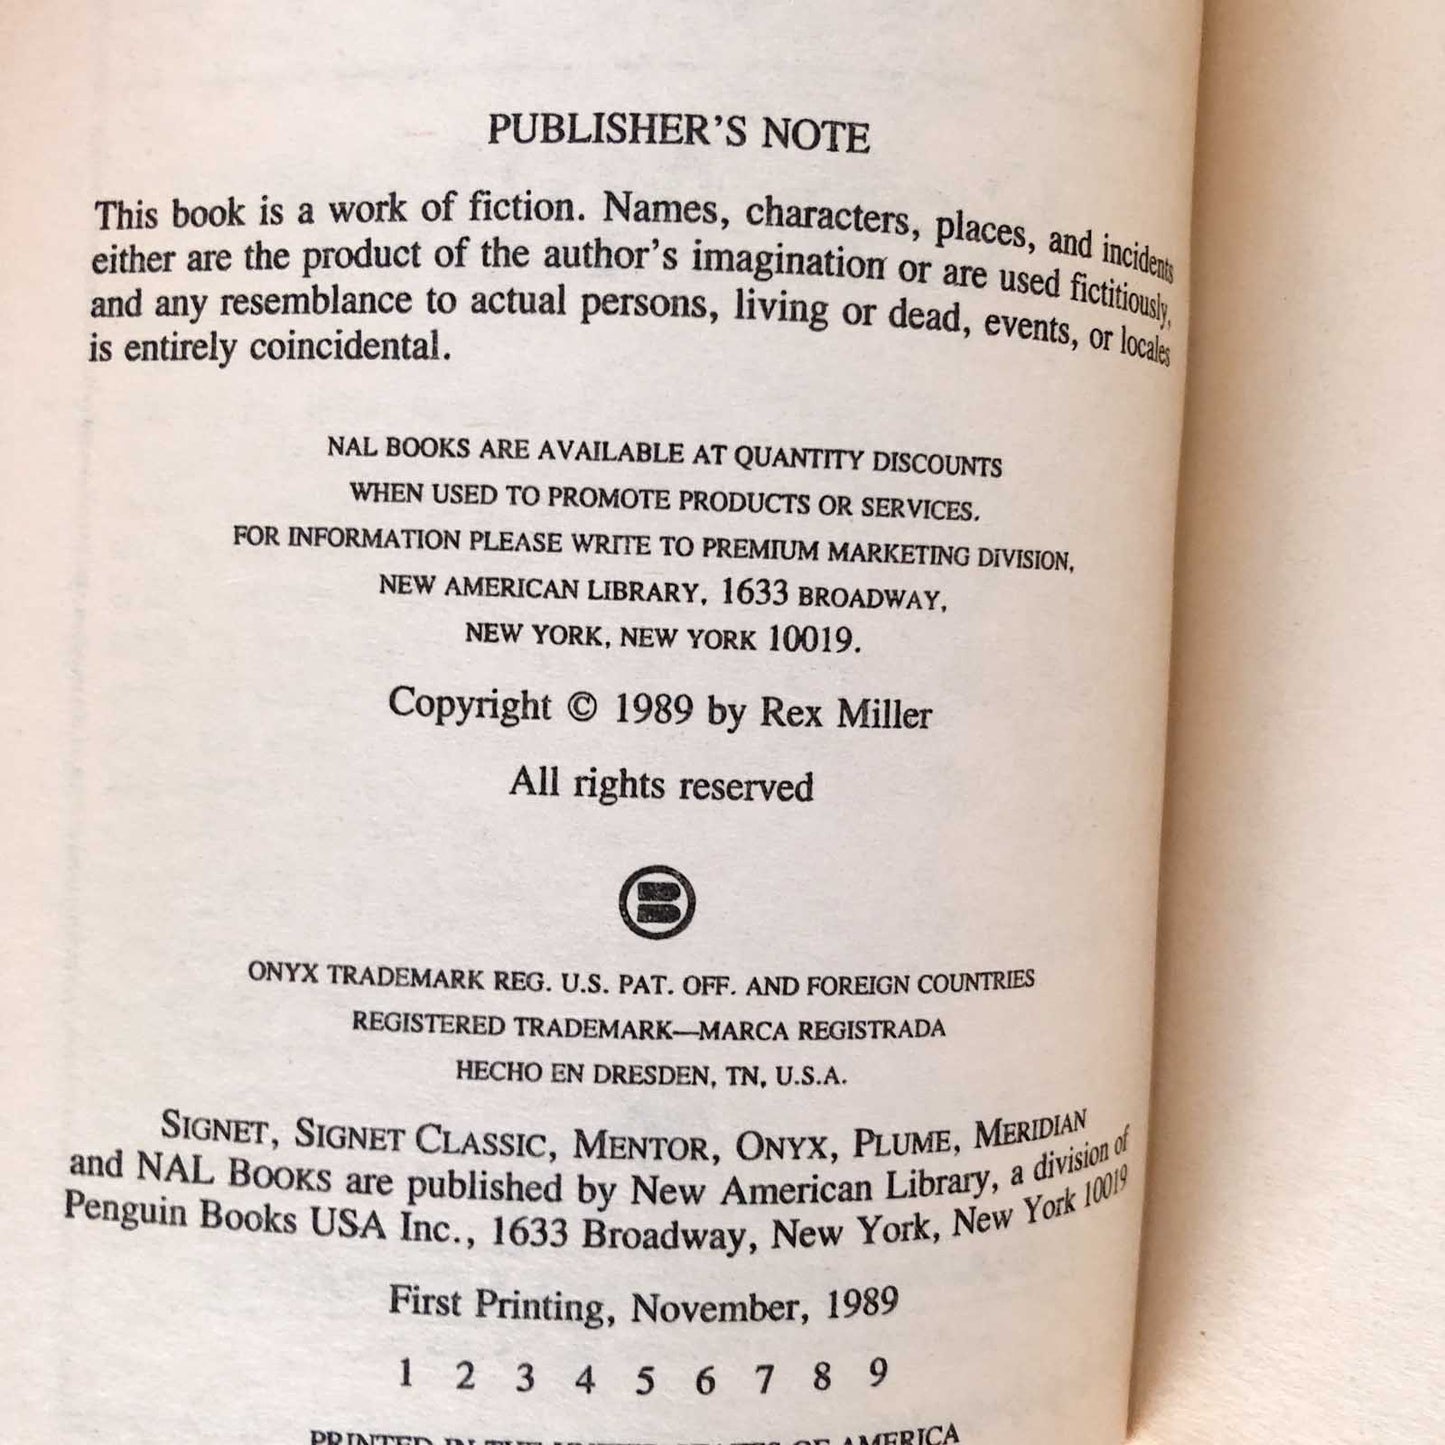 PUBLISHER'S NOTE
This book is a work of fiction. Names, characters, places, and incidents
either are the product of the author's imagination or are used fictitiously,
and any resemblance to actual persons, living or dead, events, or locales
is entirely coincidental.
NAL BOOKS ARE AVAILABLE AT QUANTITY DISCOUNTS
WHEN USED TO PROMOTE PRODUCTS OR SERVICES.
FOR INFORMATION PLEASE WRITE TO PREMIUM MARKETING DIVISION,
NEW AMERICAN LIBRARY, 1633 BROADWAY,
NEW YORK, NEW YORK 10019.
Copyright © 1989 by Rex Miller
All rights reserved
ONYX TRADEMARK REG. U.S. PAT. OFF. AND FOREIGN COUNTRIES
REGISTERED TRADEMARK—MARCA REGISTRADA
HECHO EN DRESDEN, TN, U.S.A.
SIGNET, SIGNET CLASSIC, MENTOR, ONYX, PLUME, MERIDIAN
and NAL BOOKS are published by New American Library, a division of
Penguin Books USA Inc., 1633 Broadway, New York, New York 10019
First Printing, November, 1989
1 2 3 4 5 6 7 8 9
PRINTED IN THE UNITED STATES OF AMERICA